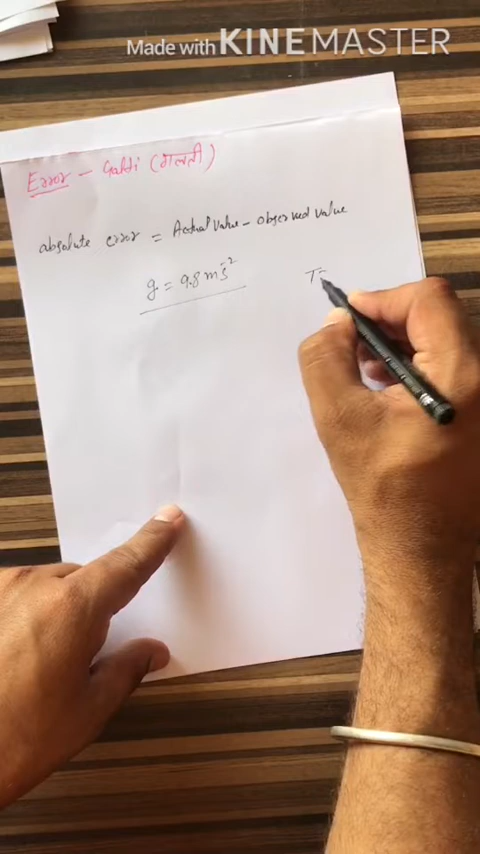 Made with KINEMASTER
Error - Galti (गलती)
absolute error = Actual value - observed value
g = 9.8 ms⁻²
T=